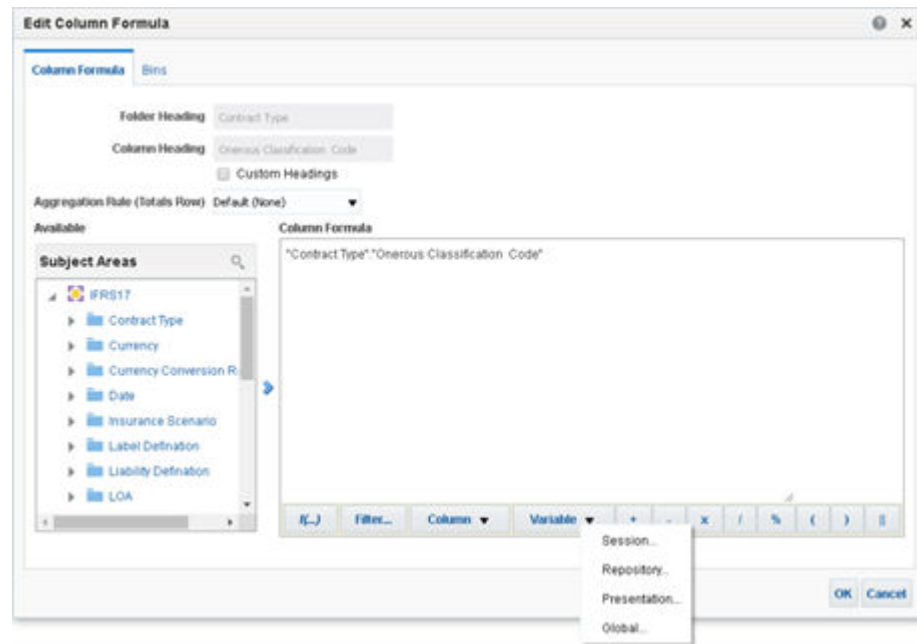 Edit Column Formula
Column Formula Bins
Folder Heading Contract Type
Column Heading Onerous Classification Code
Custom Headings
Aggregation Rule (Totals Row) Default (None)
Available Column Formula
Subject Areas
"Contract Type"."Onerous Classification Code"
IFRS17
Contract Type
Currency
Currency Conversion R
Date
Insurance Scenario
Label Defination
Liability Defination
LOA
f(...) Filter... Column Variable + - x / % ( ) ||
Session...
Repository...
Presentation...
Global...
OK Cancel